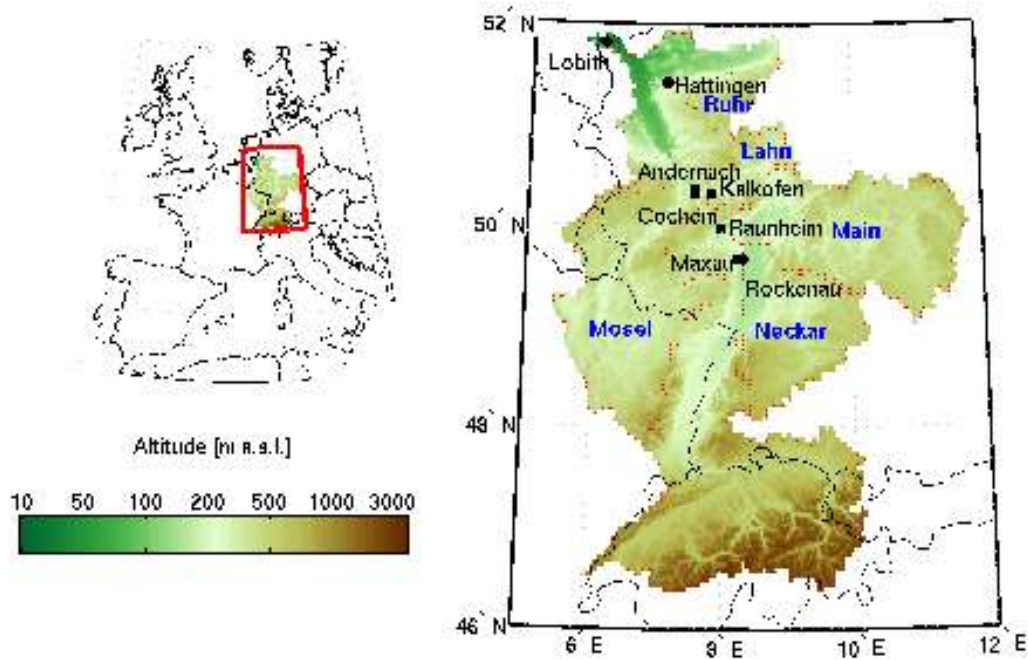 52° N
Lobith
Hattingen
Ruhr
Lahn
Andernach
Kalkofen
Cochem
50° N
Raunheim
Main
Maxau
Rockenau
Mosel
Neckar
48° N
Altitude [m a.s.l.]
10 50 100 200 500 1000 3000
46° N
6° E 8° E 10° E 12° E